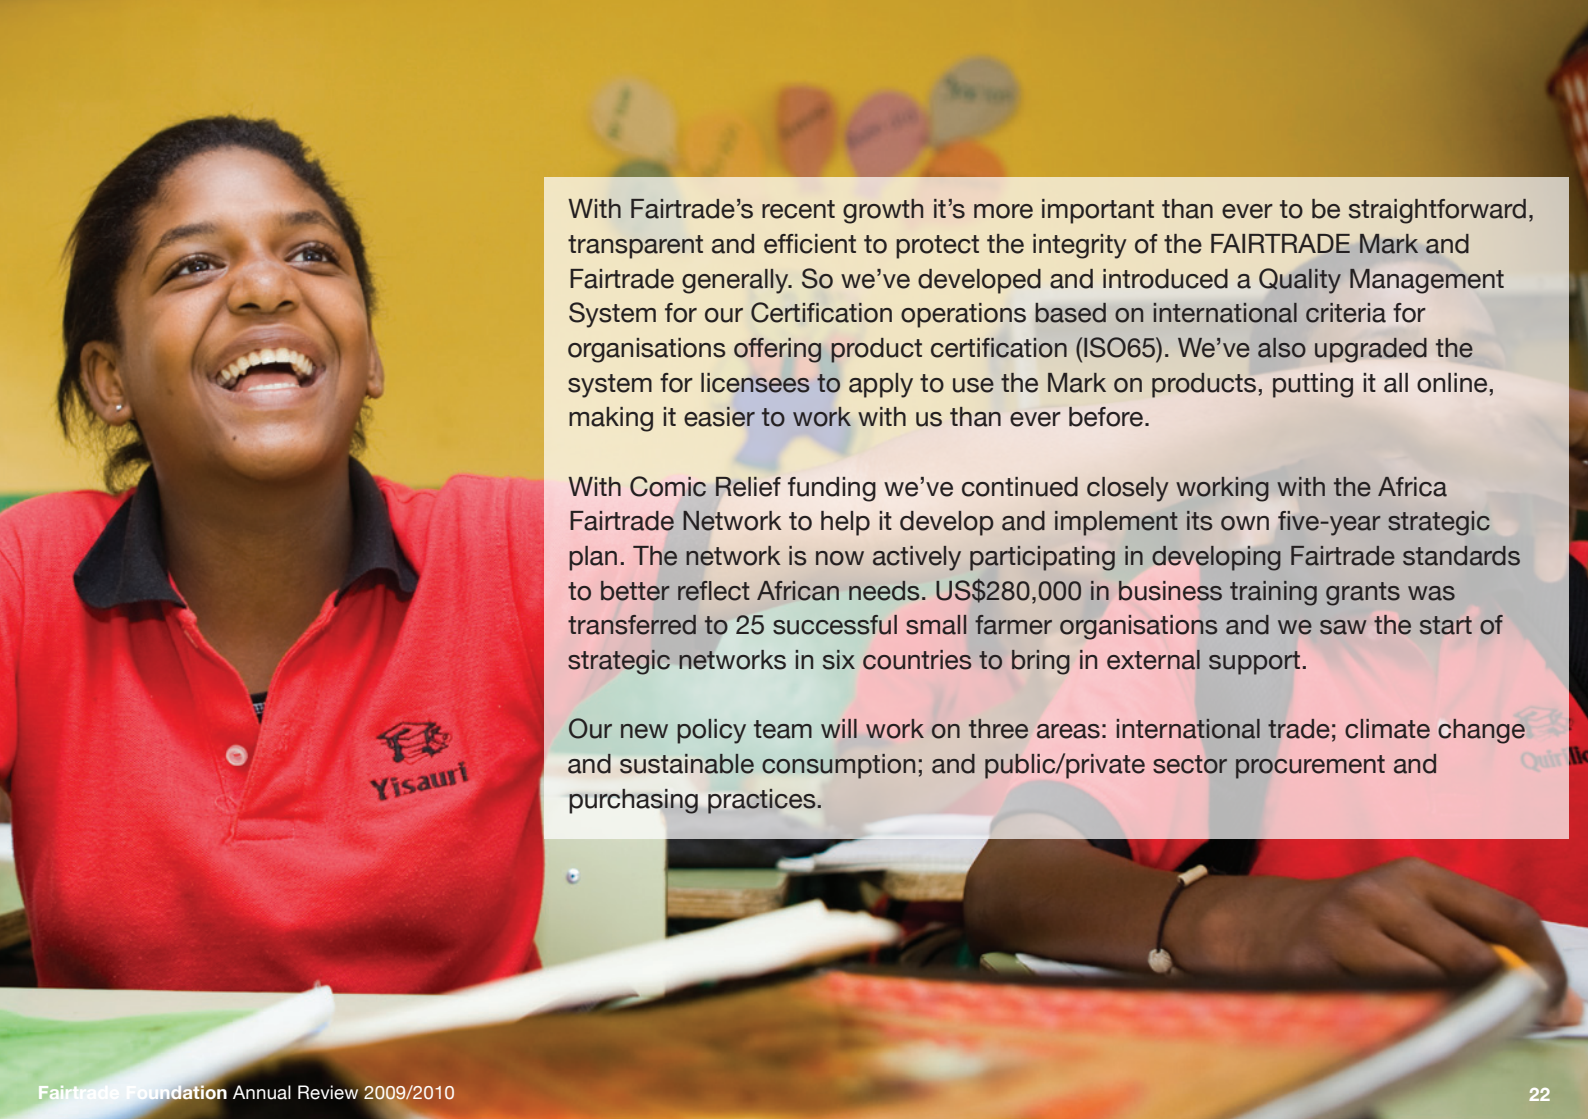 With Fairtrade’s recent growth it’s more important than ever to be straightforward,
transparent and efficient to protect the integrity of the FAIRTRADE Mark and
Fairtrade generally. So we’ve developed and introduced a Quality Management
System for our Certification operations based on international criteria for
organisations offering product certification (ISO65). We’ve also upgraded the
system for licensees to apply to use the Mark on products, putting it all online,
making it easier to work with us than ever before.
With Comic Relief funding we’ve continued closely working with the Africa
Fairtrade Network to help it develop and implement its own five-year strategic
plan. The network is now actively participating in developing Fairtrade standards
to better reflect African needs. US$280,000 in business training grants was
transferred to 25 successful small farmer organisations and we saw the start of
strategic networks in six countries to bring in external support.
Our new policy team will work on three areas: international trade; climate change
and sustainable consumption; and public/private sector procurement and
purchasing practices.
Yisauri
Fairtrade Foundation Annual Review 2009/2010
22